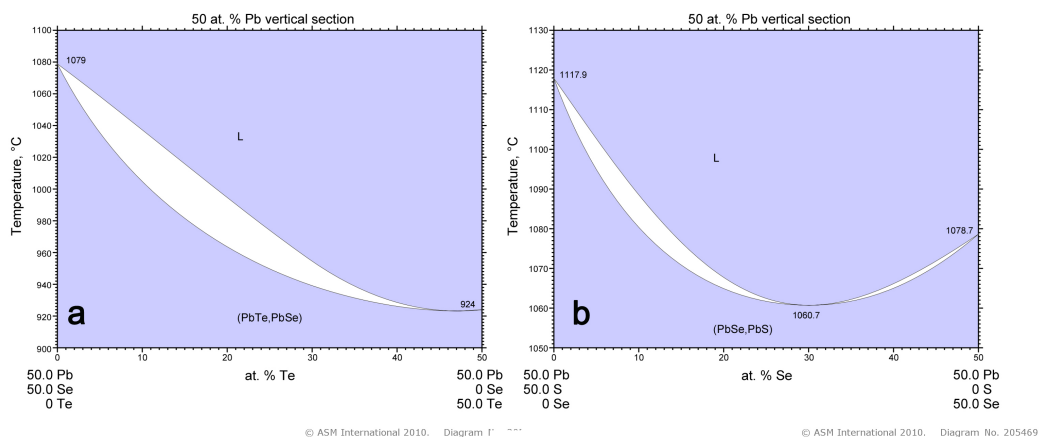 50 at. % Pb vertical section
1100
1080
1060
1040
1020
1000
980
960
940
920
900
Temperature, °C
1079
L
924
(PbTe,PbSe)
a
0
10
20
30
40
50
50.0 Pb
50.0 Se
0 Te
at. % Te
50.0 Pb
0 Se
50.0 Te
© ASM International 2010. Diagram
50 at. % Pb vertical section
1130
1120
1110
1100
1090
1080
1070
1060
1050
Temperature, °C
1117.9
L
1078.7
1060.7
(PbSe,PbS)
b
0
10
20
30
40
50
50.0 Pb
50.0 S
0 Se
at. % Se
50.0 Pb
0 S
50.0 Se
© ASM International 2010. Diagram No. 205469